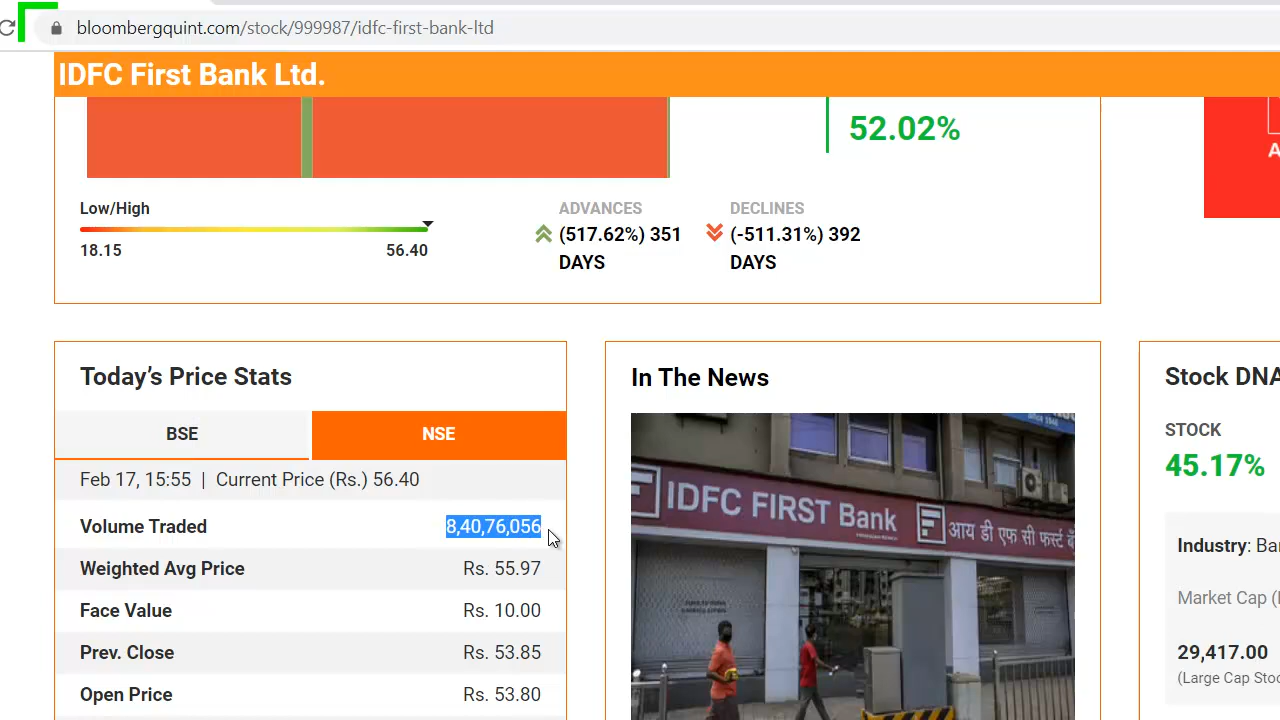 bloombergquint.com/stock/999987/idfc-first-bank-ltd
IDFC First Bank Ltd.
52.02%
Low/High
18.15
56.40
ADVANCES
(517.62%) 351
DAYS
DECLINES
(-511.31%) 392
DAYS
Today’s Price Stats
BSE
NSE
Feb 17, 15:55 | Current Price (Rs.) 56.40
Volume Traded 8,40,76,056
Weighted Avg Price Rs. 55.97
Face Value Rs. 10.00
Prev. Close Rs. 53.85
Open Price Rs. 53.80
In The News
IDFC FIRST Bank
आय डी एफ सी फर्स्ट
Stock DNA
STOCK
45.17%
Industry: Ba
Market Cap (
29,417.00
(Large Cap Stoc